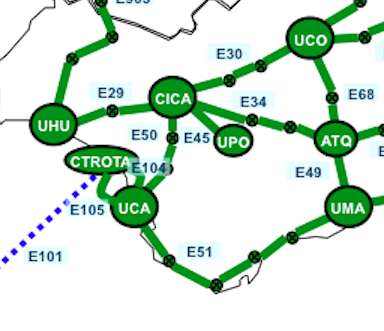 UCO
E30
E68
E29
CICA
E34
UHU
E50
E45
UPO
ATQ
CTROTA
E104
E49
E105
UCA
UMA
E51
E101